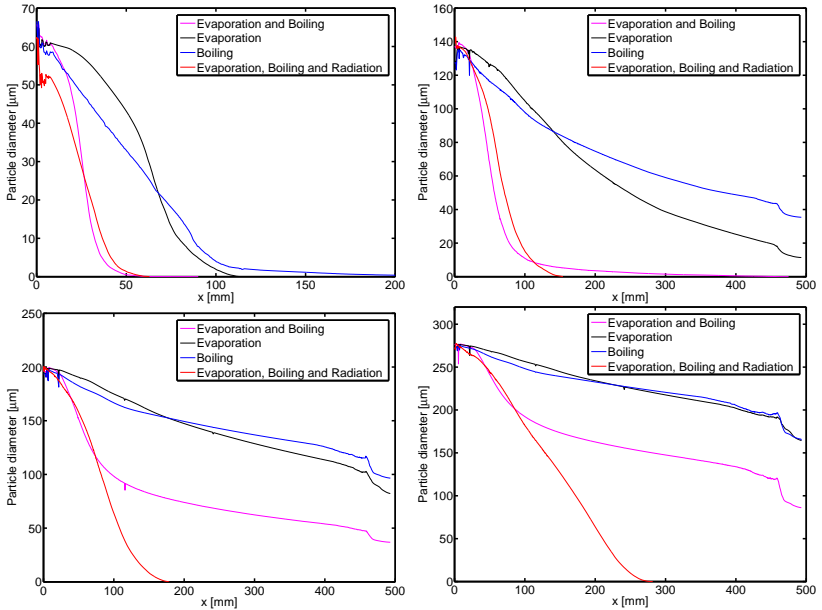 70
60
50
40
30
20
10
0
0 50 100 150 200
Particle diameter [µm]
x [mm]
Evaporation and Boiling
Evaporation
Boiling
Evaporation, Boiling and Radiation
160
140
120
100
80
60
40
20
0
0 100 200 300 400 500
Particle diameter [µm]
x [mm]
Evaporation and Boiling
Evaporation
Boiling
Evaporation, Boiling and Radiation
250
200
150
100
50
0
0 100 200 300 400 500
Particle diameter [µm]
x [mm]
Evaporation and Boiling
Evaporation
Boiling
Evaporation, Boiling and Radiation
300
250
200
150
100
50
0
0 100 200 300 400 500
Particle diameter [µm]
x [mm]
Evaporation and Boiling
Evaporation
Boiling
Evaporation, Boiling and Radiation